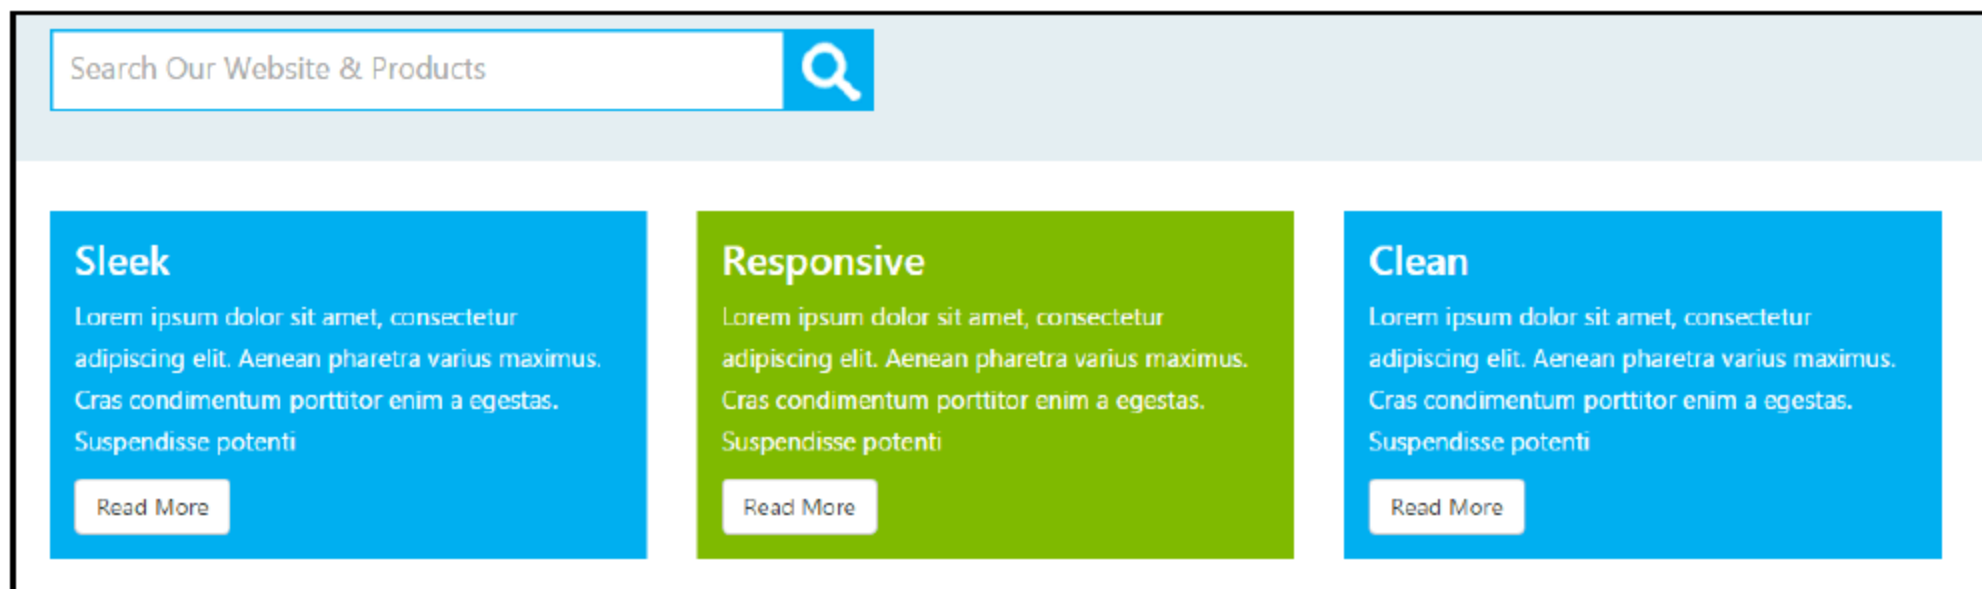 Search Our Website & Products
Sleek
Lorem ipsum dolor sit amet, consectetur
adipiscing elit. Aenean pharetra varius maximus.
Cras condimentum porttitor enim a egestas.
Suspendisse potenti
Read More
Responsive
Lorem ipsum dolor sit amet, consectetur
adipiscing elit. Aenean pharetra varius maximus.
Cras condimentum porttitor enim a egestas.
Suspendisse potenti
Read More
Clean
Lorem ipsum dolor sit amet, consectetur
adipiscing elit. Aenean pharetra varius maximus.
Cras condimentum porttitor enim a egestas.
Suspendisse potenti
Read More